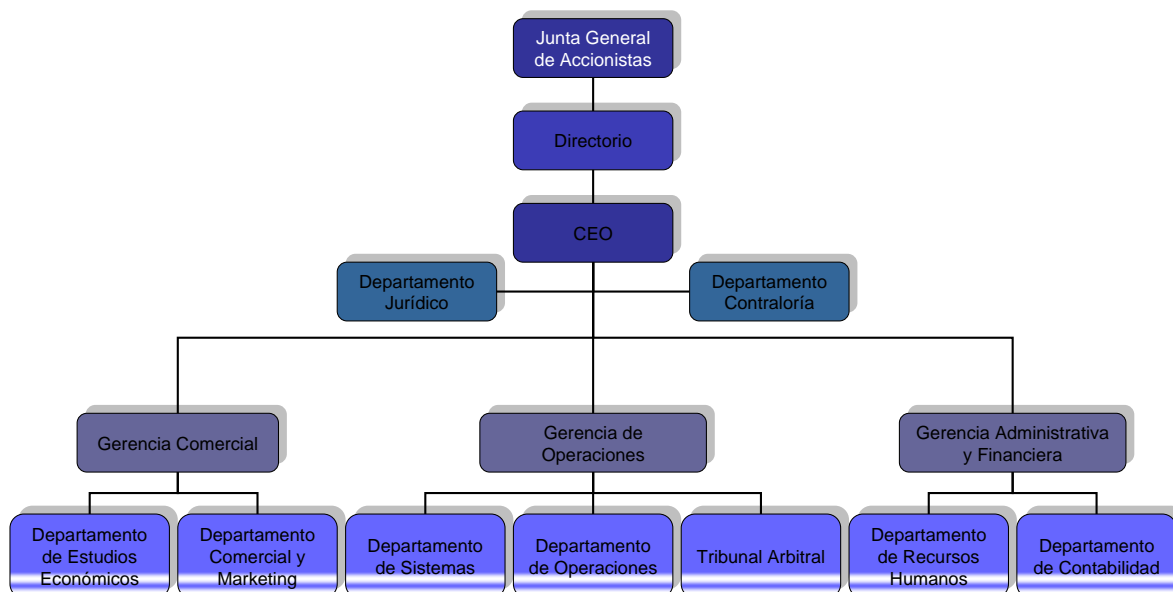 Junta General
de Accionistas
Directorio
CEO
Departamento
Jurídico
Departamento
Contraloría
Gerencia Comercial
Gerencia de
Operaciones
Gerencia Administrativa
y Financiera
Departamento
de Estudios
Económicos
Departamento
Comercial y
Marketing
Departamento
de Sistemas
Departamento
de Operaciones
Tribunal Arbitral
Departamento
de Recursos
Humanos
Departamento
de Contabilidad